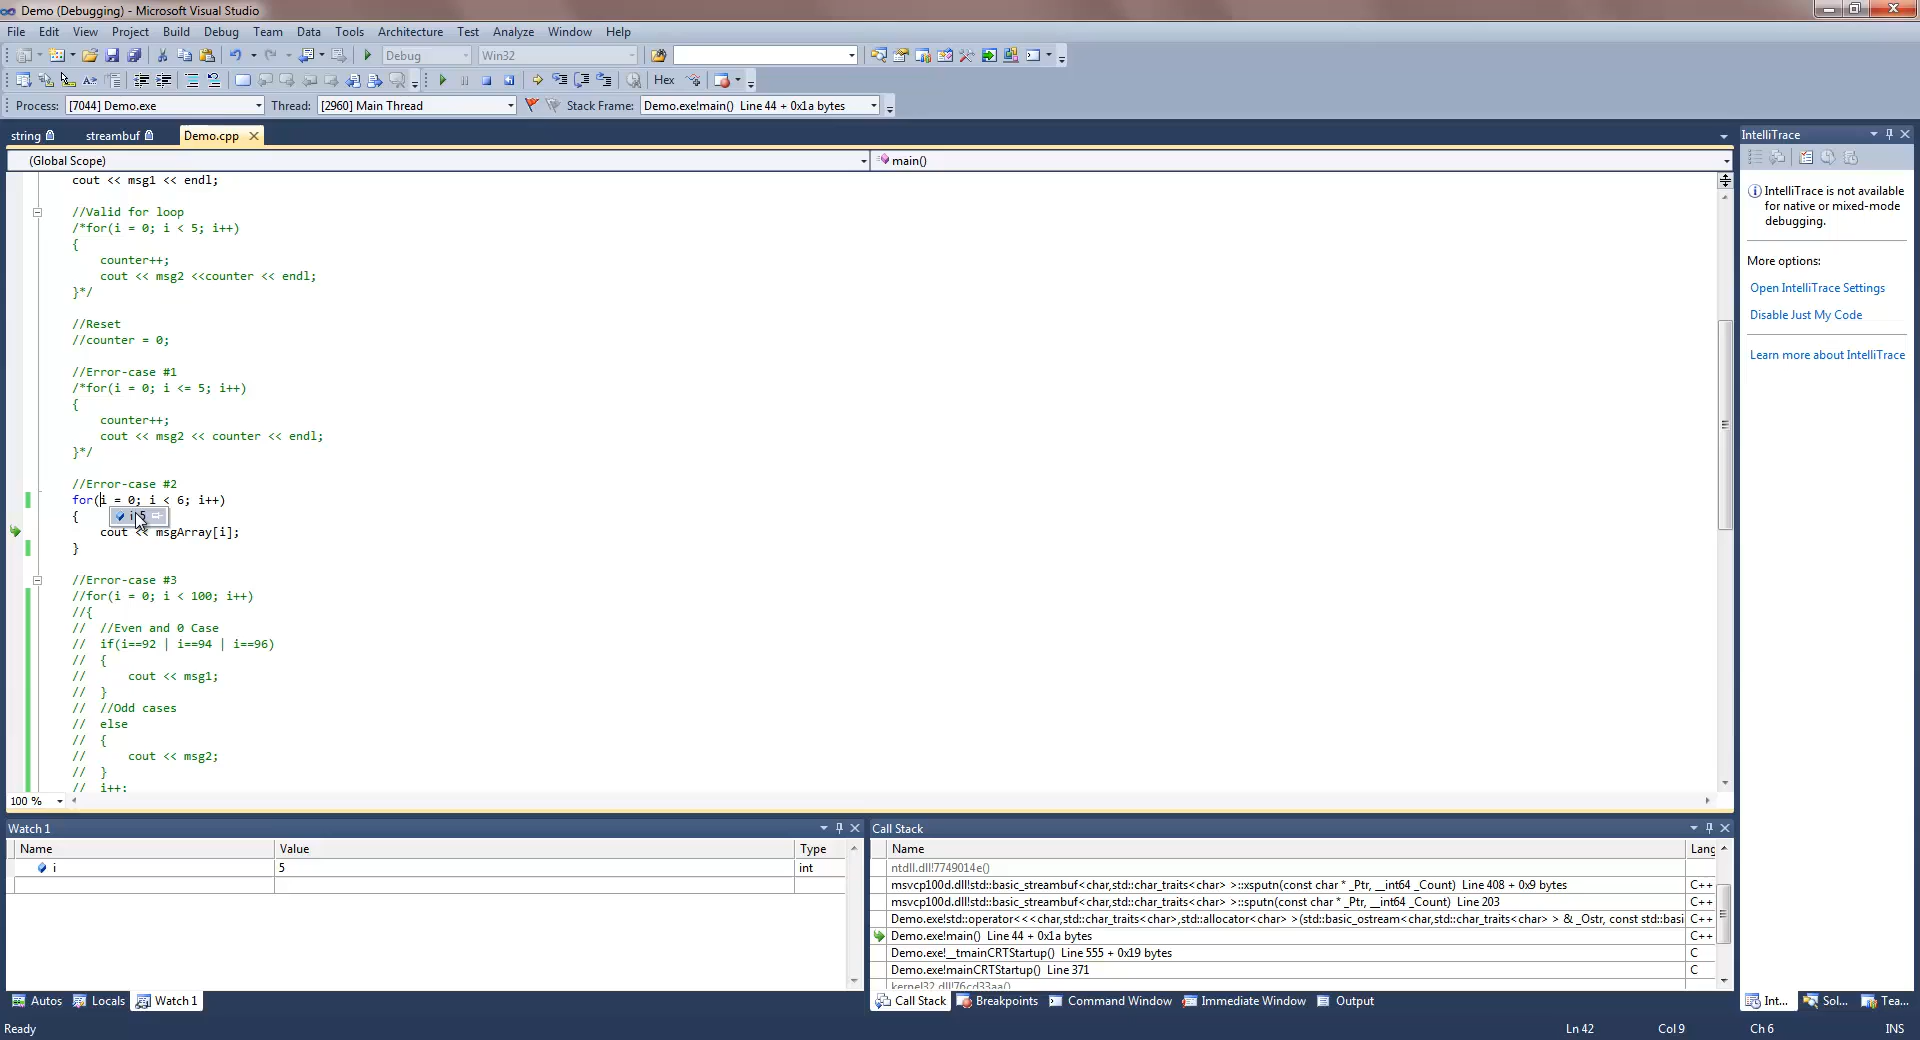 Demo (Debugging) - Microsoft Visual Studio
File Edit View Project Build Debug Team Data Tools Architecture Test Analyze Window Help
Debug Win32
Hex
Process: [7044] Demo.exe Thread: [2960] Main Thread Stack Frame: Demo.exe!main() Line 44 + 0x1a bytes
string streambuf Demo.cpp
(Global Scope) main()
cout << msg1 << endl;
//Valid for loop
/*for(i = 0; i < 5; i++)
{
counter++;
cout << msg2 <<counter << endl;
}*/
//Reset
//counter = 0;
//Error-case #1
/*for(i = 0; i <= 5; i++)
{
counter++;
cout << msg2 << counter << endl;
}*/
//Error-case #2
for(i = 0; i < 6; i++)
{
i 5
cout << msgArray[i];
}
//Error-case #3
//for(i = 0; i < 100; i++)
//{
// //Even and 0 Case
// if(i==92 | i==94 | i==96)
// {
// cout << msg1;
// }
// //Odd cases
// else
// {
// cout << msg2;
// }
// i++;
100 %
IntelliTrace
IntelliTrace is not available
for native or mixed-mode
debugging.
More options:
Open IntelliTrace Settings
Disable Just My Code
Learn more about IntelliTrace
Watch 1
Name Value Type
i 5 int
Autos Locals Watch 1
Call Stack
Name Lang
ntdll.dll!7749014e()
msvcp100d.dll!std::basic_streambuf<char,std::char_traits<char> >::xsputn(const char * _Ptr, __int64 _Count) Line 408 + 0x9 bytes C++
msvcp100d.dll!std::basic_streambuf<char,std::char_traits<char> >::sputn(const char * _Ptr, __int64 _Count) Line 203 C++
Demo.exe!std::operator<<<char,std::char_traits<char>,std::allocator<char> >(std::basic_ostream<char,std::char_traits<char> > & _Ostr, const std::basi C++
Demo.exe!main() Line 44 + 0x1a bytes C++
Demo.exe!__tmainCRTStartup() Line 555 + 0x19 bytes C
Demo.exe!mainCRTStartup() Line 371 C
kernel32.dll!76cd33aa()
Call Stack Breakpoints Command Window Immediate Window Output
Int... Sol... Tea...
Ready Ln 42 Col 9 Ch 6 INS